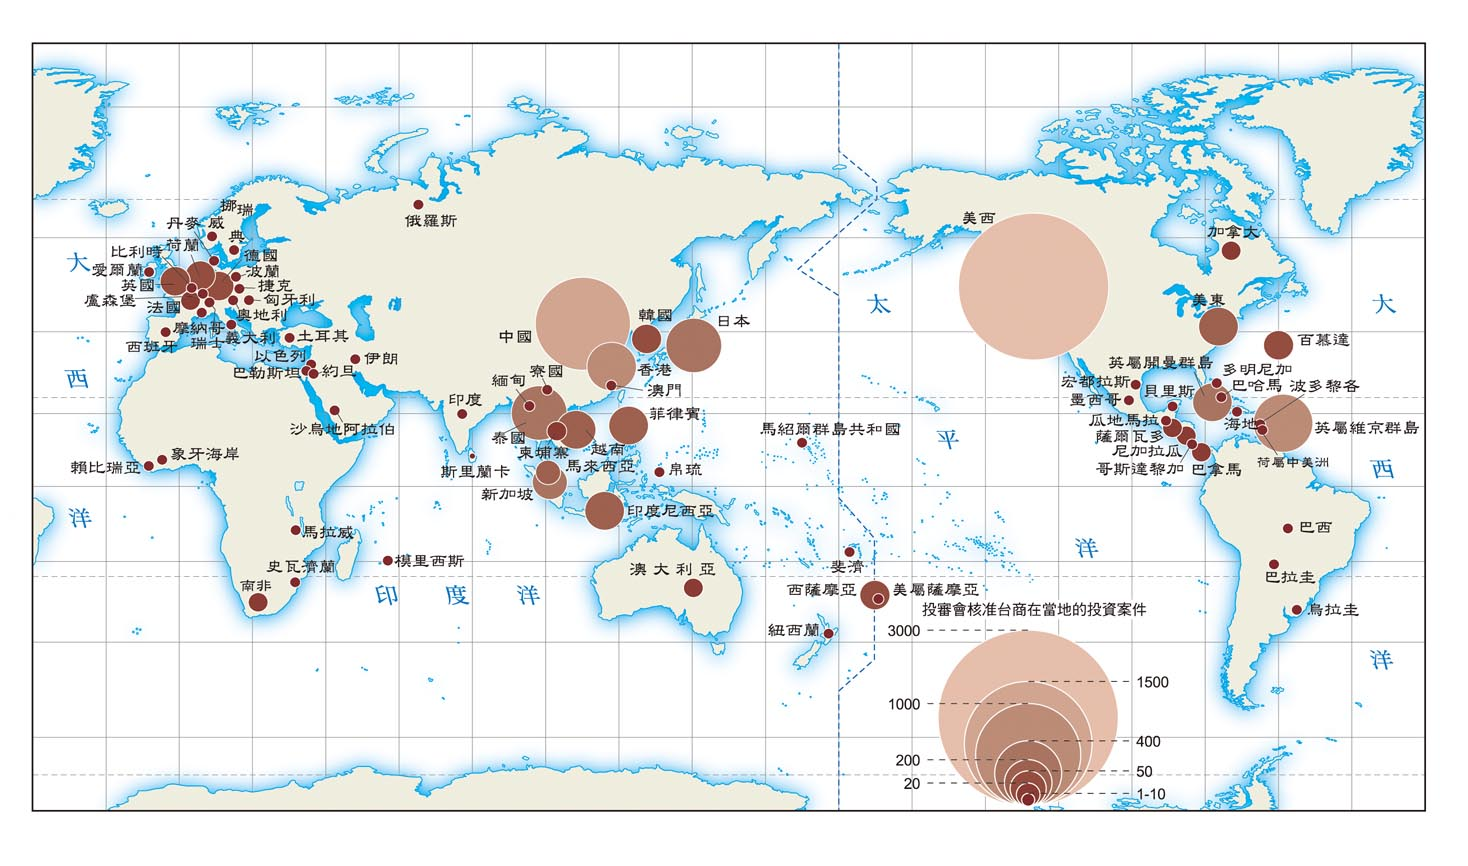 挪
瑞
丹麥
威
典
比利時
荷蘭
德國
愛爾蘭
波蘭
英國
捷克
盧森堡
匈牙利
法國
奧地利
摩納哥
西班牙
瑞士
義大利
土耳其
以色列
伊朗
巴勒斯坦
約旦
俄羅斯
沙烏地阿拉伯
象牙海岸
賴比瑞亞
馬拉威
模里西斯
史瓦濟蘭
南非
中國
韓國
日本
香港
澳門
寮國
緬甸
印度
泰國
越南
菲律賓
柬埔寨
馬來西亞
斯里蘭卡
新加坡
帛琉
印度尼西亞
澳大利亞
馬紹爾群島共和國
斐濟
西薩摩亞
美屬薩摩亞
紐西蘭
美西
加拿大
美東
百慕達
英屬開曼群島
多明尼加
宏都拉斯
貝里斯
巴哈馬
波多黎各
墨西哥
瓜地馬拉
海地
英屬維京群島
薩爾瓦多
尼加拉瓜
哥斯達黎加
巴拿馬
荷屬中美洲
巴西
巴拉圭
烏拉圭
大
西
洋
印度洋
太
平
洋
大
西
洋
投審會核准台商在當地的投資案件
3000
1500
1000
400
200
50
20
1-10